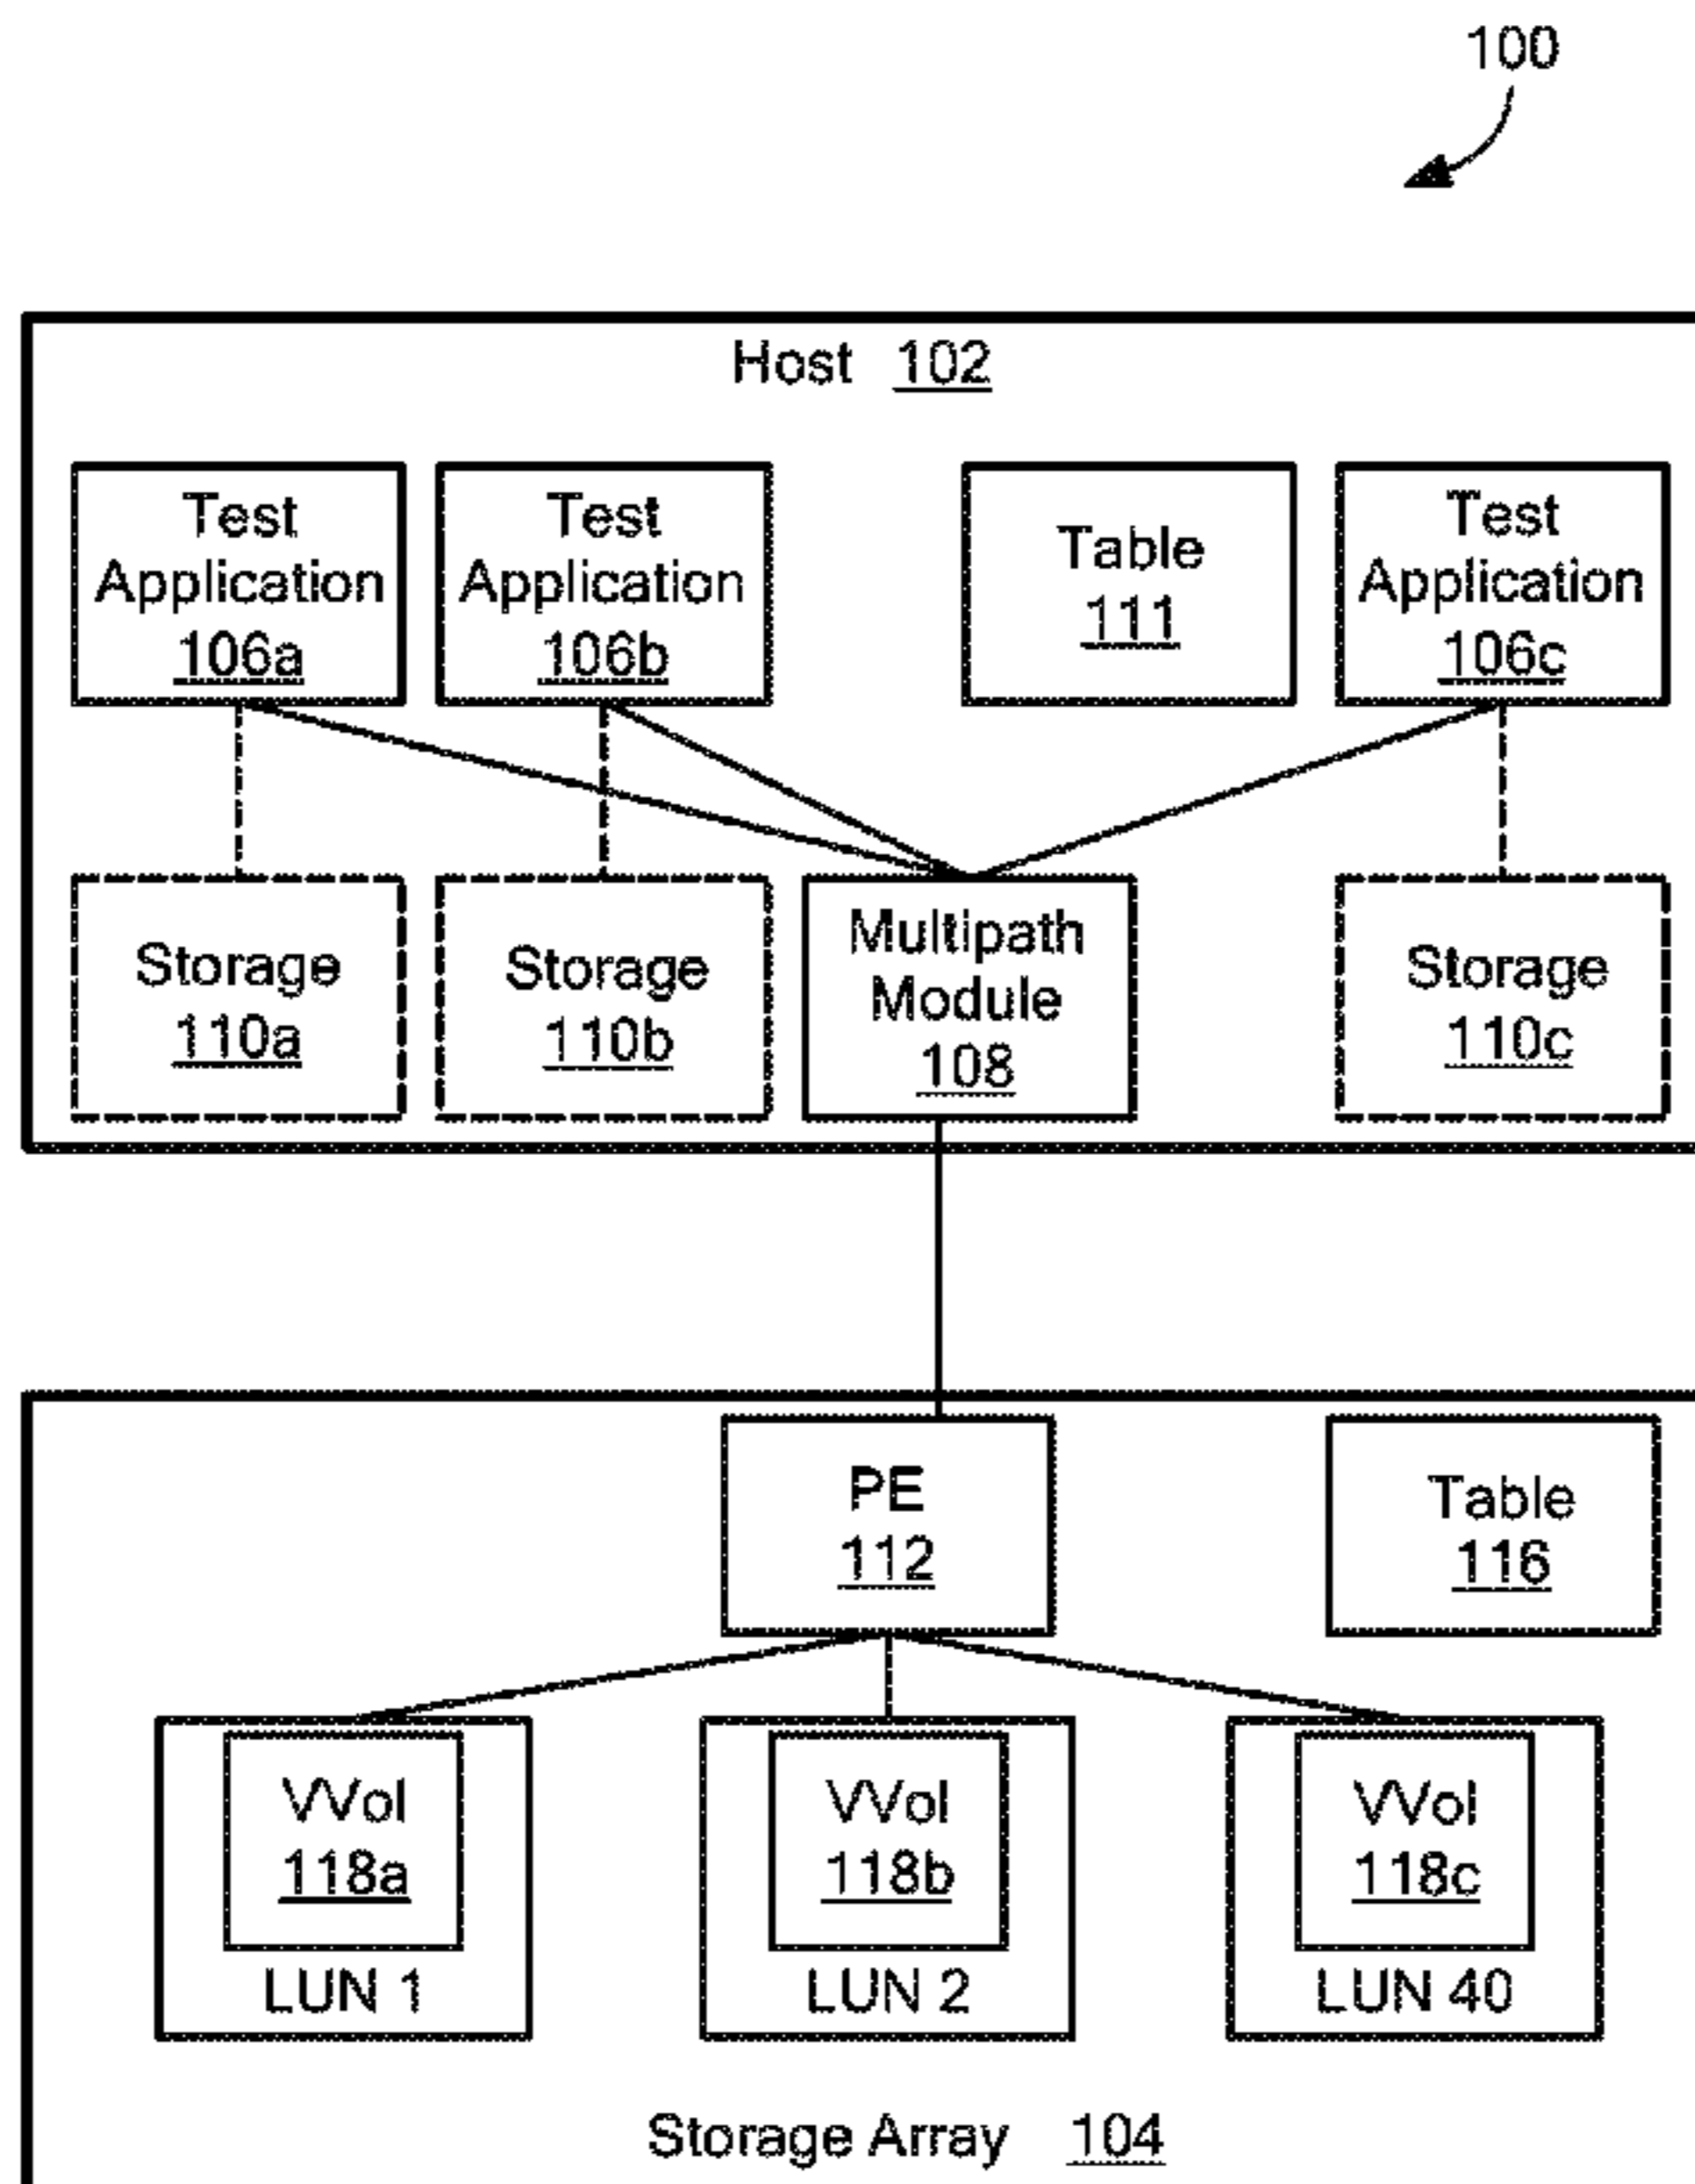 100
Host 102
Test
Application
106a
Test
Application
106b
Table
111
Test
Application
106c
Storage
110a
Storage
110b
Multipath
Module
108
Storage
110c
PE
112
Table
116
VVol
118a
LUN 1
VVol
118b
LUN 2
VVol
118c
LUN 40
Storage Array 104